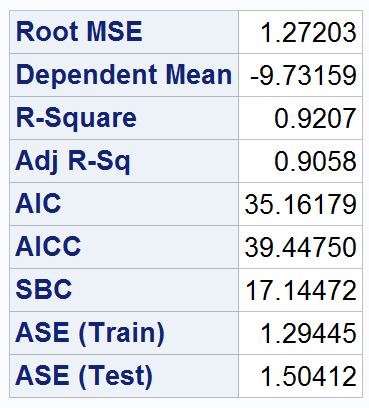 Root MSE 1.27203
Dependent Mean -9.73159
R-Square 0.9207
Adj R-Sq 0.9058
AIC 35.16179
AICC 39.44750
SBC 17.14472
ASE (Train) 1.29445
ASE (Test) 1.50412